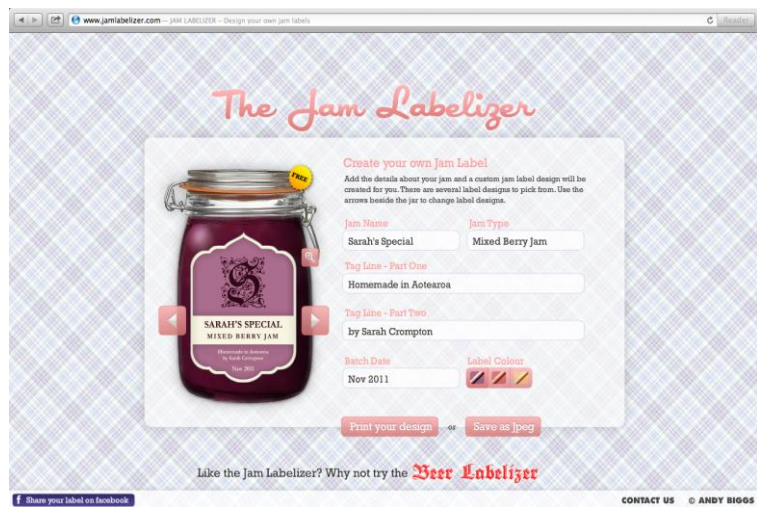 www.jamlabelizer.com — JAM LABELIZER – Design your own jam labels
Reader
The Jam Labelizer
FREE
Create your own Jam Label
Add the details about your jam and a custom jam label design will be
created for you. There are several label designs to pick from. Use the
arrows beside the jar to change label designs.
Jam Name Jam Type
Sarah's Special Mixed Berry Jam
Tag Line - Part One
Homemade in Aotearoa
Tag Line - Part Two
by Sarah Crompton
Batch Date Label Colour
Nov 2011
S
SARAH'S SPECIAL
MIXED BERRY JAM
Homemade in Aotearoa
by Sarah Crompton
Nov 2011
Print your design or Save as Jpeg
Like the Jam Labelizer? Why not try the Beer Labelizer
f Share your label on facebook
CONTACT US © ANDY BIGGS